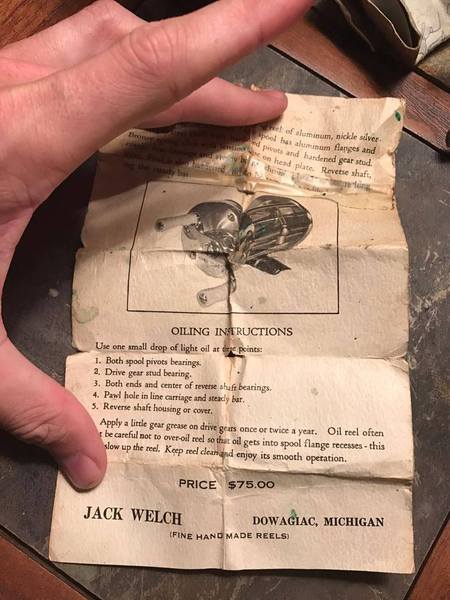 reel of aluminum, nickle silver
Bronze spool has aluminum flanges and
pivots and hardened gear stud.
on head plate. Reverse shaft,
OILING INSTRUCTIONS
Use one small drop of light oil at these points:
1. Both spool pivots bearings.
2. Drive gear stud bearing.
3. Both ends and center of reverse shaft bearings.
4. Pawl hole in line carriage and steady bar.
5. Reverse shaft housing or cover.
Apply a little gear grease on drive gears once or twice a year. Oil reel often
but be careful not to over-oil reel so that oil gets into spool flange recesses - this
slow up the reel. Keep reel clean and enjoy its smooth operation.
PRICE $75.00
JACK WELCH DOWAGIAC, MICHIGAN
(FINE HAND MADE REELS)